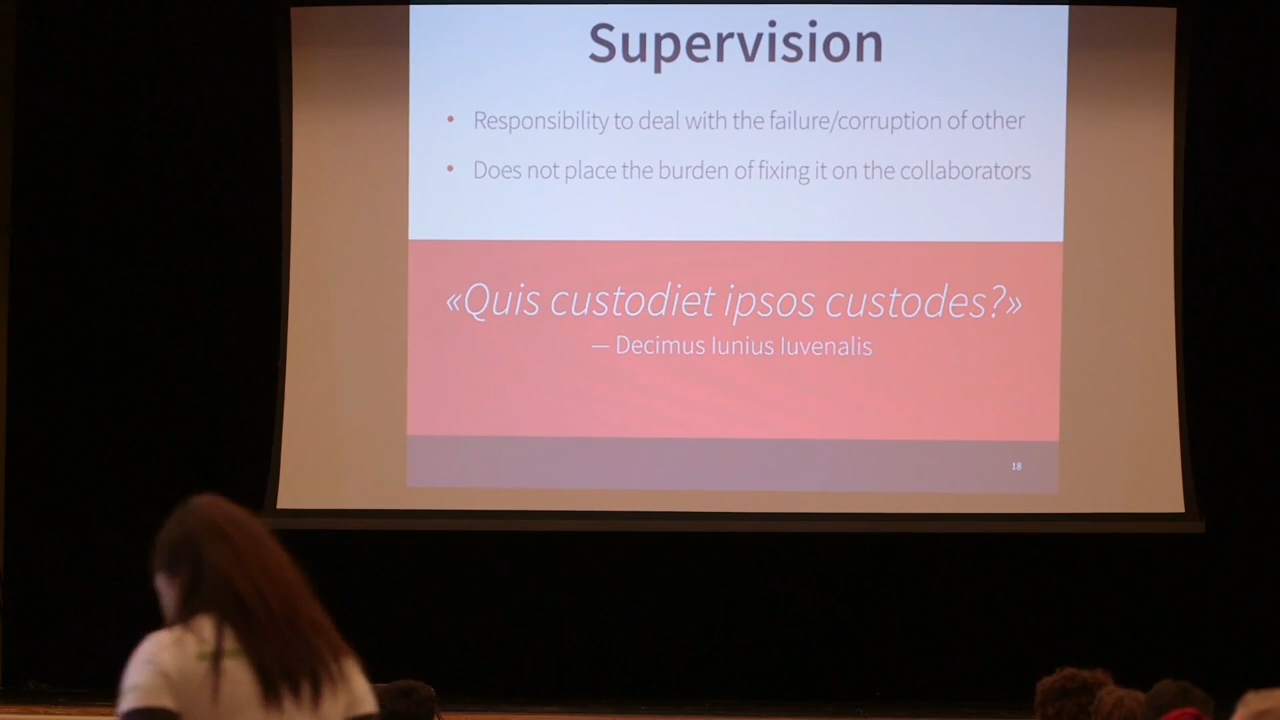 Supervision
• Responsibility to deal with the failure/corruption of other
• Does not place the burden of fixing it on the collaborators
«Quis custodiet ipsos custodes?»
— Decimus Iunius Iuvenalis
18